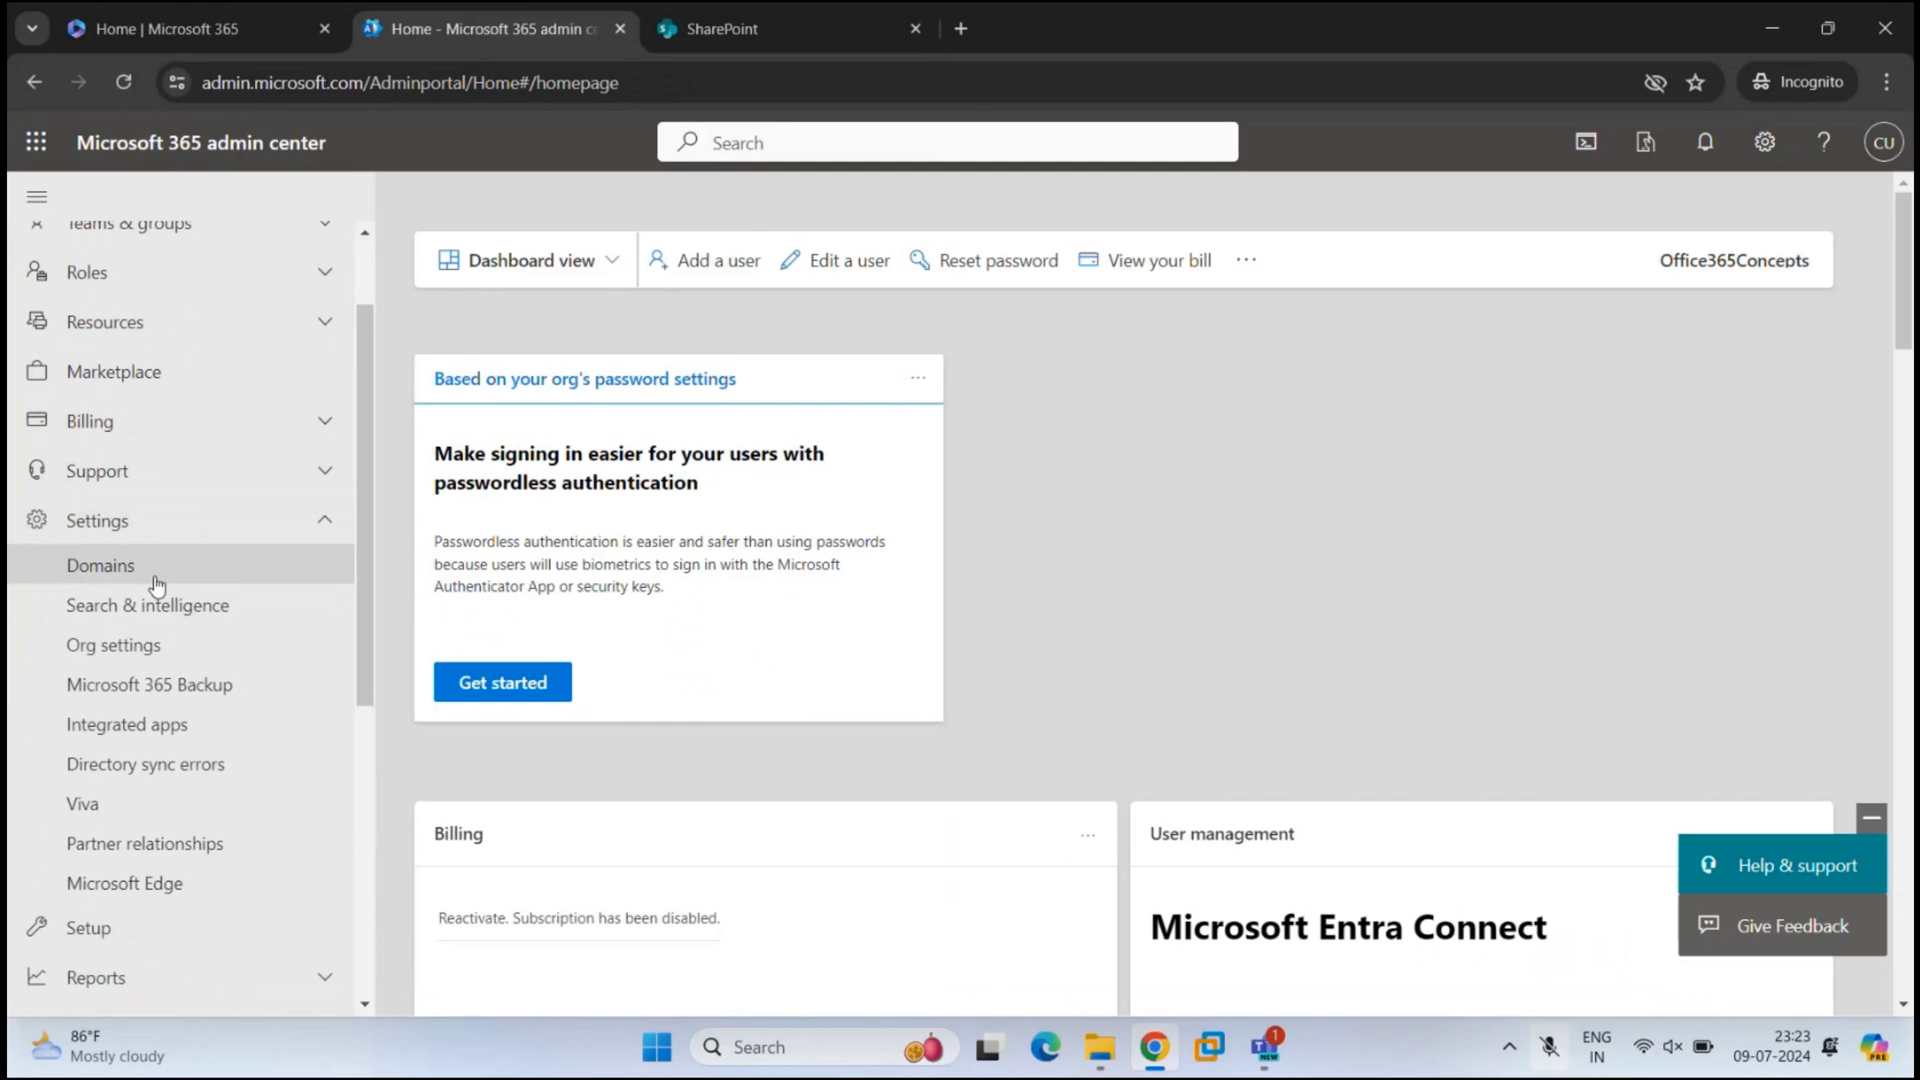 Home | Microsoft 365
Home - Microsoft 365 admin ce
SharePoint
admin.microsoft.com/Adminportal/Home#/homepage
Incognito
Microsoft 365 admin center
Search
CU
Teams & groups
Roles
Resources
Marketplace
Billing
Support
Settings
Domains
Search & intelligence
Org settings
Microsoft 365 Backup
Integrated apps
Directory sync errors
Viva
Partner relationships
Microsoft Edge
Setup
Reports
Dashboard view
Add a user
Edit a user
Reset password
View your bill
Office365Concepts
Based on your org's password settings
Make signing in easier for your users with
passwordless authentication
Passwordless authentication is easier and safer than using passwords
because users will use biometrics to sign in with the Microsoft
Authenticator App or security keys.
Get started
Billing
Reactivate. Subscription has been disabled.
User management
Microsoft Entra Connect
Help & support
Give Feedback
86°F
Mostly cloudy
Search
1
NEW
ENG
IN
23:23
09-07-2024
PRE